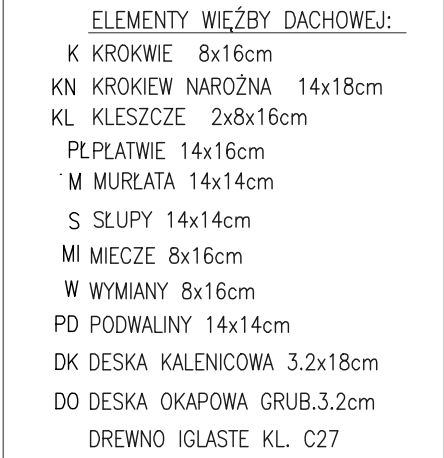 ELEMENTY WIĘŹBY DACHOWEJ:
K KROKWIE 8x16cm
KN KROKIEW NAROŻNA 14x18cm
KL KLESZCZE 2x8x16cm
PŁ PŁATWIE 14x16cm
M MURŁATA 14x14cm
S SŁUPY 14x14cm
MI MIECZE 8x16cm
W WYMIANY 8x16cm
PD PODWALINY 14x14cm
DK DESKA KALENICOWA 3.2x18cm
DO DESKA OKAPOWA GRUB.3.2cm
DREWNO IGLASTE KL. C27